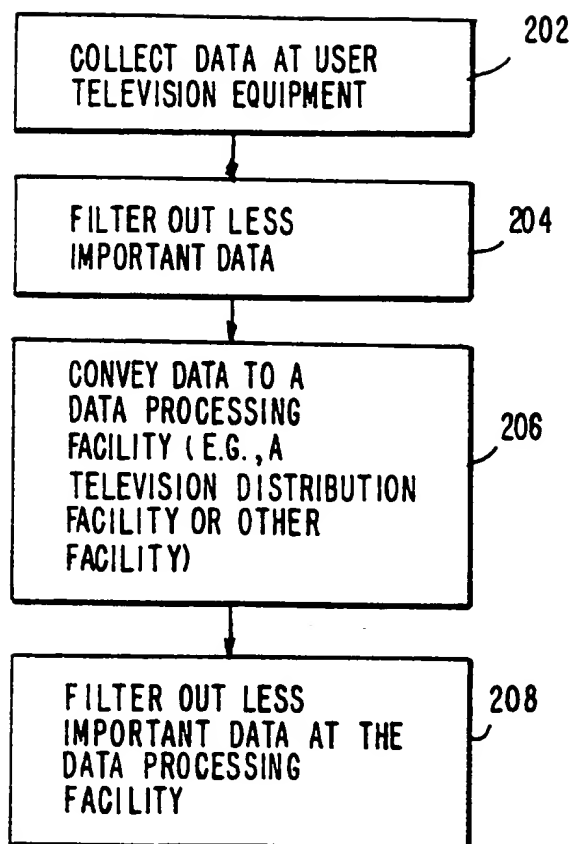 COLLECT DATA AT USER
TELEVISION EQUIPMENT
202
FILTER OUT LESS
IMPORTANT DATA
204
CONVEY DATA TO A
DATA PROCESSING
FACILITY (E.G., A
TELEVISION DISTRIBUTION
FACILITY OR OTHER
FACILITY)
206
FILTER OUT LESS
IMPORTANT DATA AT THE
DATA PROCESSING
FACILITY
208